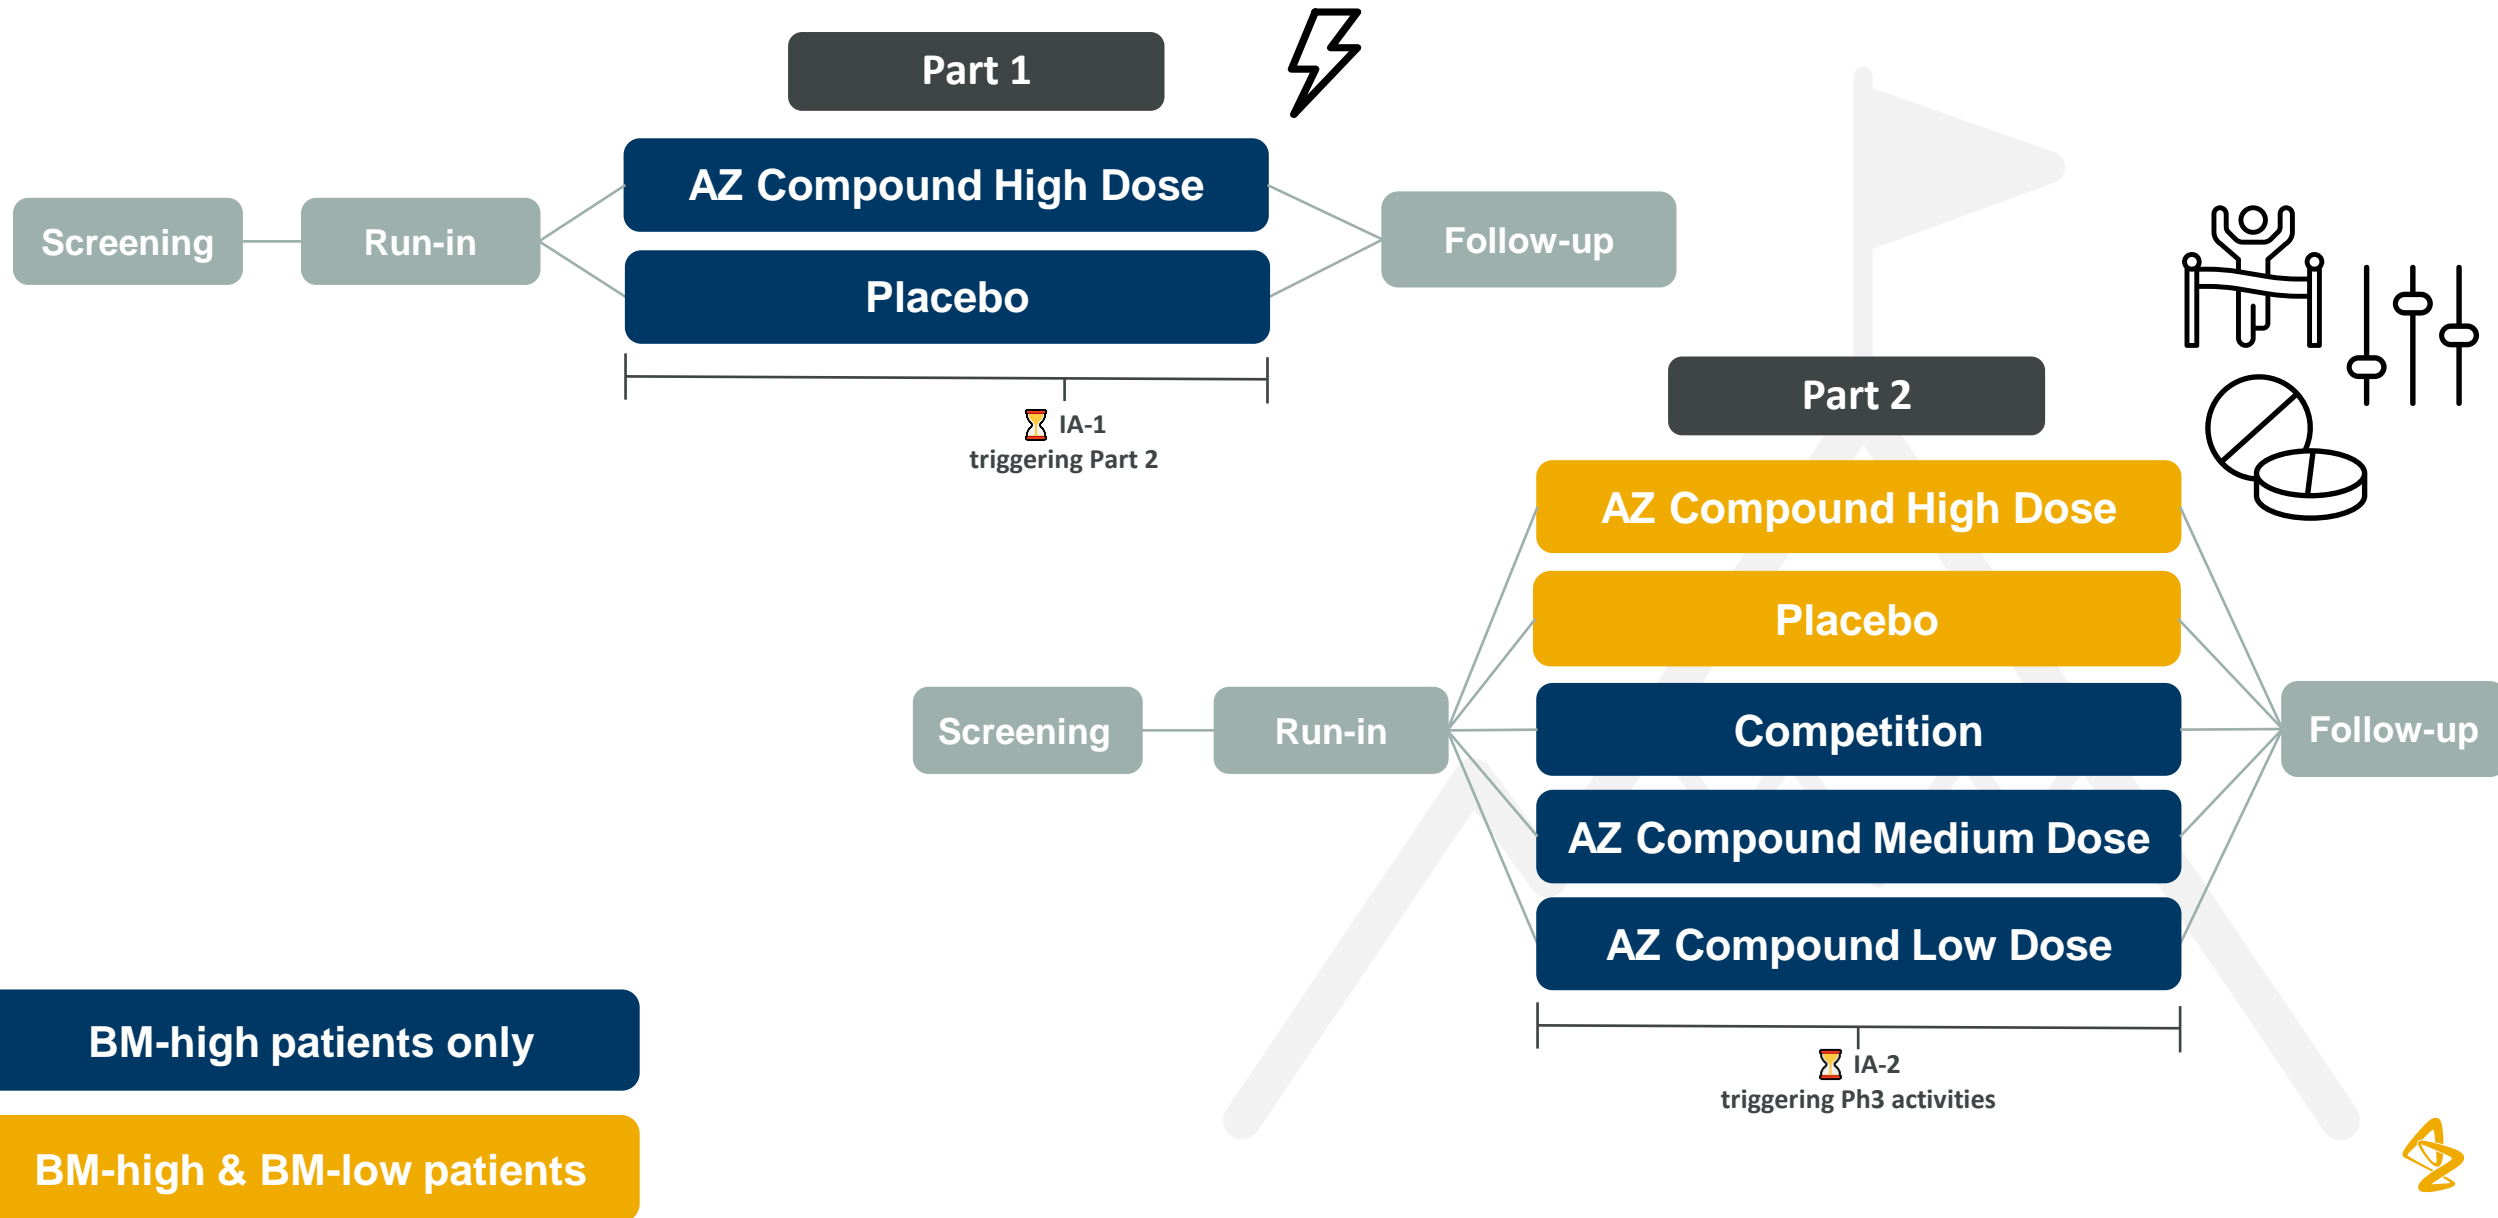 Part 1
AZ Compound High Dose
Screening
Run-in
Placebo
Follow-up
IA-1
triggering Part 2
Part 2
AZ Compound High Dose
Placebo
Screening
Run-in
Competition
Follow-up
AZ Compound Medium Dose
AZ Compound Low Dose
IA-2
triggering Ph3 activities
BM-high patients only
BM-high & BM-low patients